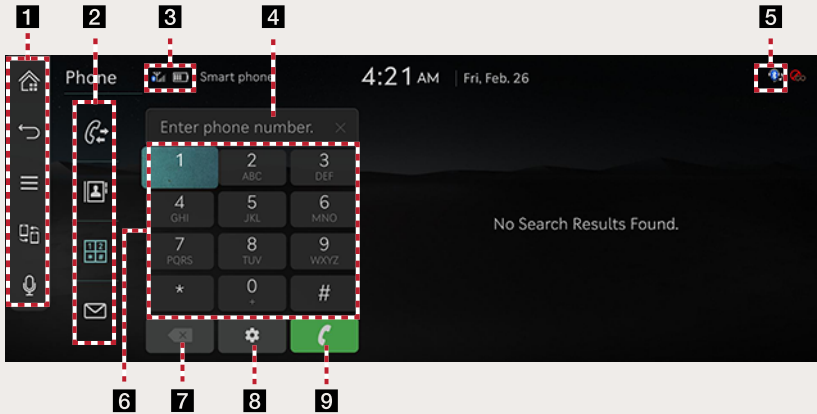 1 2 3 4 5
Phone Smart phone 4:21 AM Fri, Feb. 26
Enter phone number.
1 2 ABC 3 DEF
4 GHI 5 JKL 6 MNO
7 PQRS 8 TUV 9 WXYZ
* 0 + #
1 2 * #
No Search Results Found.
6 7 8 9